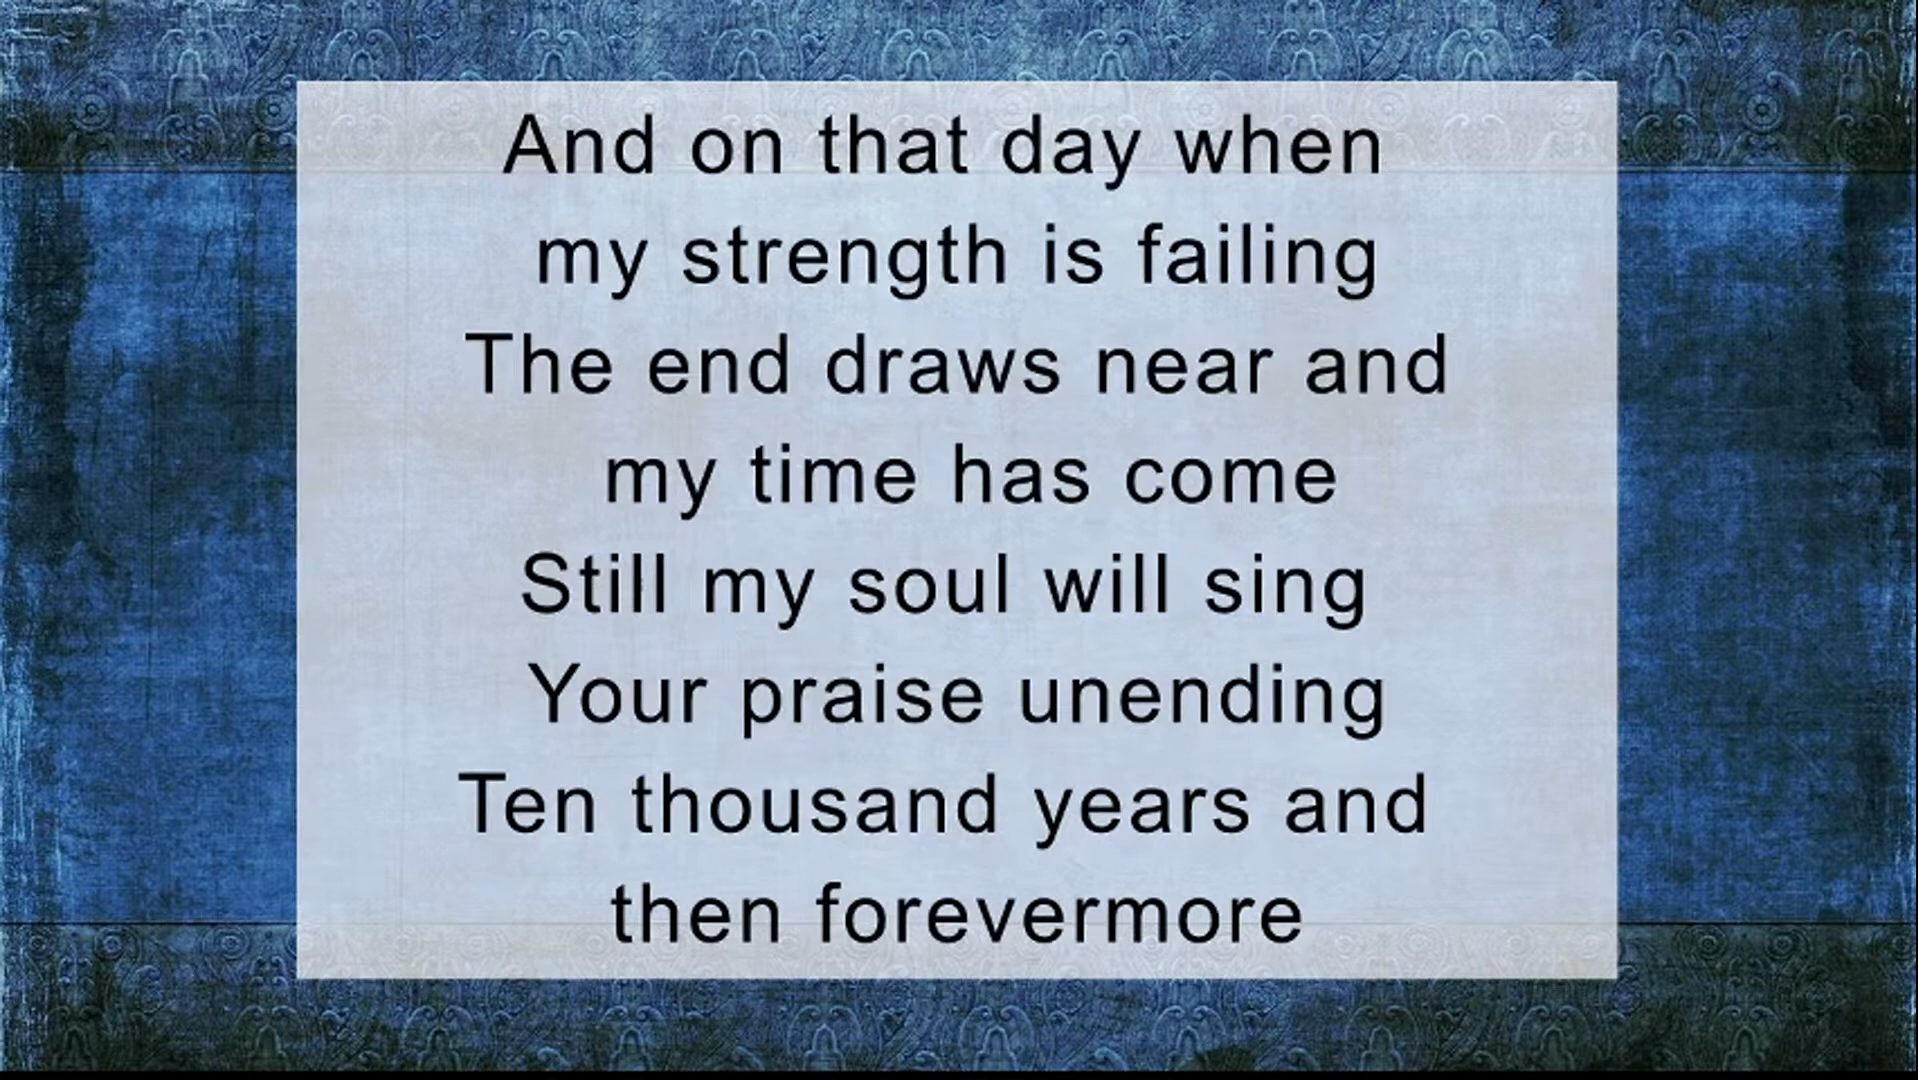 And on that day when
my strength is failing
The end draws near and
my time has come
Still my soul will sing
Your praise unending
Ten thousand years and
then forevermore